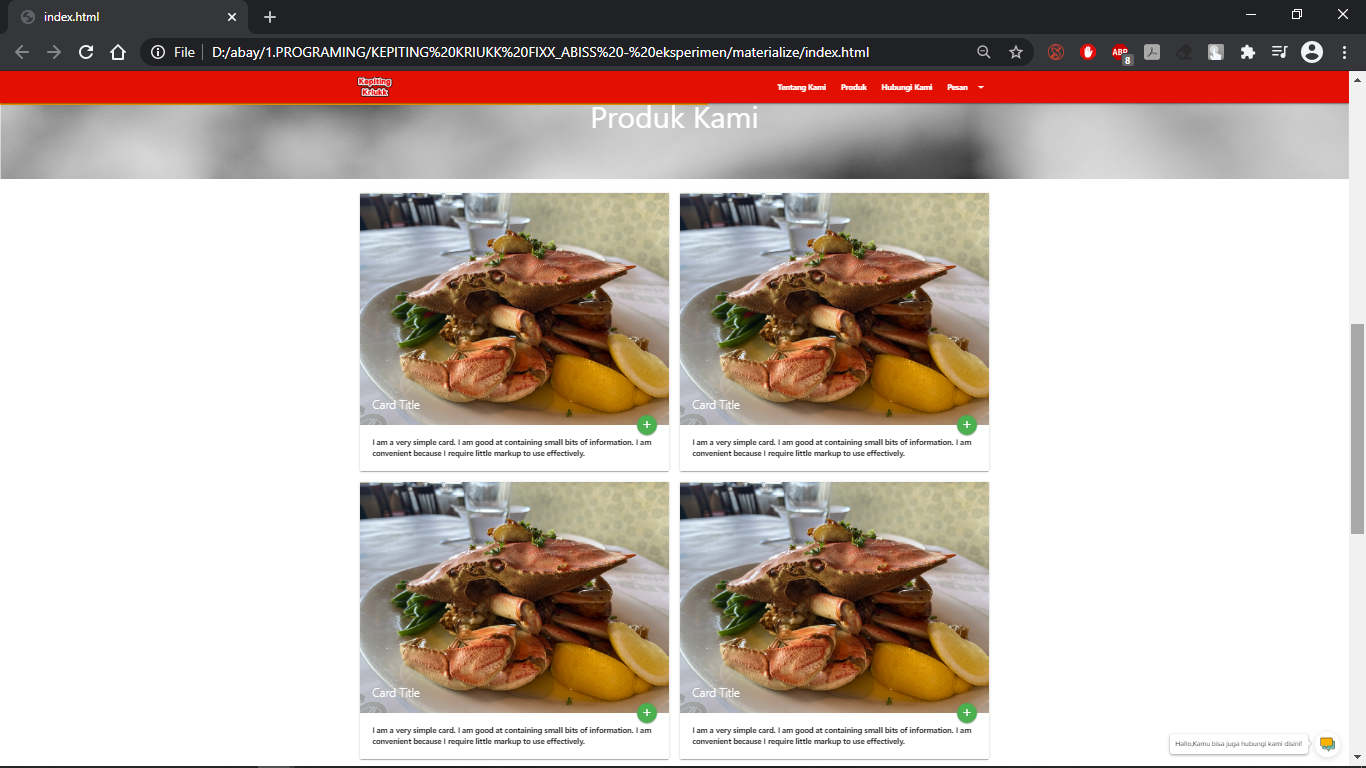 index.html
File
D:/abay/1.PROGRAMING/KEPITING%20KRIUKK%20FIXX_ABISS%20-%20eksperimen/materialize/index.html
ABP
8
Kepiting
Kriukk
Tentang Kami
Produk
Hubungi Kami
Pesan
Produk Kami
Card Title
Card Title
I am a very simple card. I am good at containing small bits of information. I am
convenient because I require little markup to use effectively.
I am a very simple card. I am good at containing small bits of information. I am
convenient because I require little markup to use effectively.
Card Title
Card Title
I am a very simple card. I am good at containing small bits of information. I am
convenient because I require little markup to use effectively.
I am a very simple card. I am good at containing small bits of information. I am
convenient because I require little markup to use effectively.
Hallo,Kamu bisa juga hubungi kami disini!